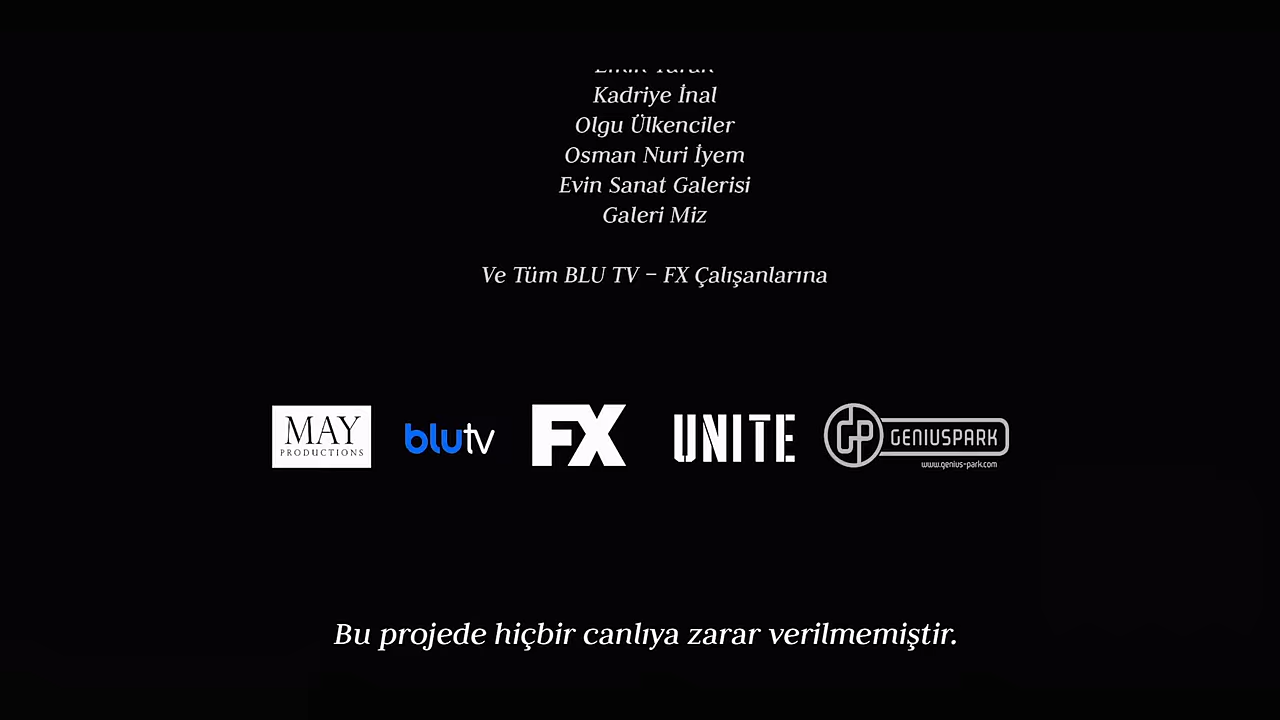 Kadriye İnal
Olgu Ülkenciler
Osman Nuri İyem
Evin Sanat Galerisi
Galeri Miz
Ve Tüm BLU TV – FX Çalışanlarına
MAY
PRODUCTIONS
blutv
FX
UNITE
GP GENIUSPARK
www.genius-park.com
Bu projede hiçbir canlıya zarar verilmemiştir.